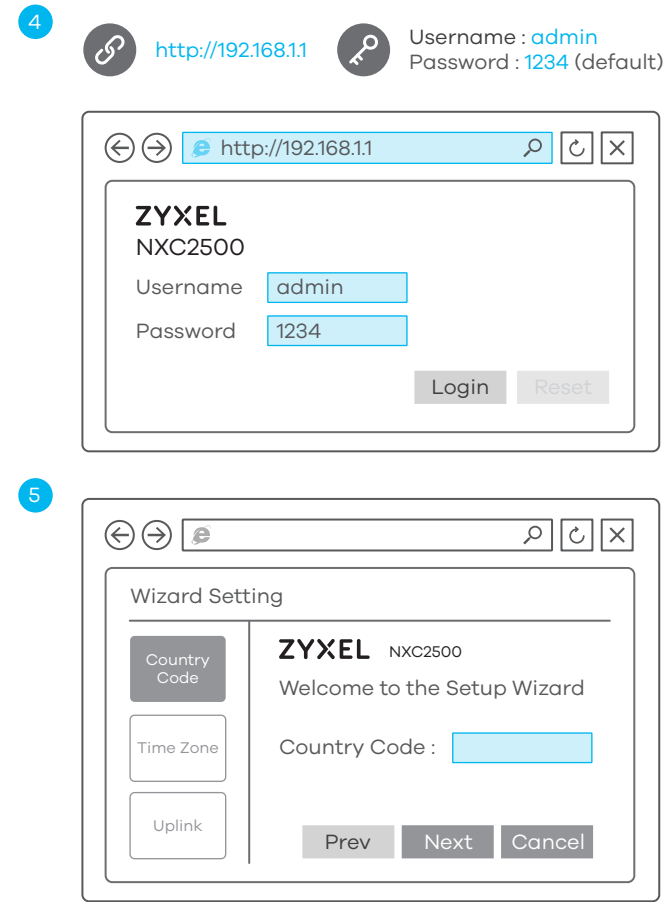 4
http://192.168.1.1
Username : admin
Password : 1234 (default)
http://192.168.1.1
ZYXEL
NXC2500
Username admin
Password 1234
Login Reset
5
Wizard Setting
Country
Code
Time Zone
Uplink
ZYXEL NXC2500
Welcome to the Setup Wizard
Country Code :
Prev Next Cancel